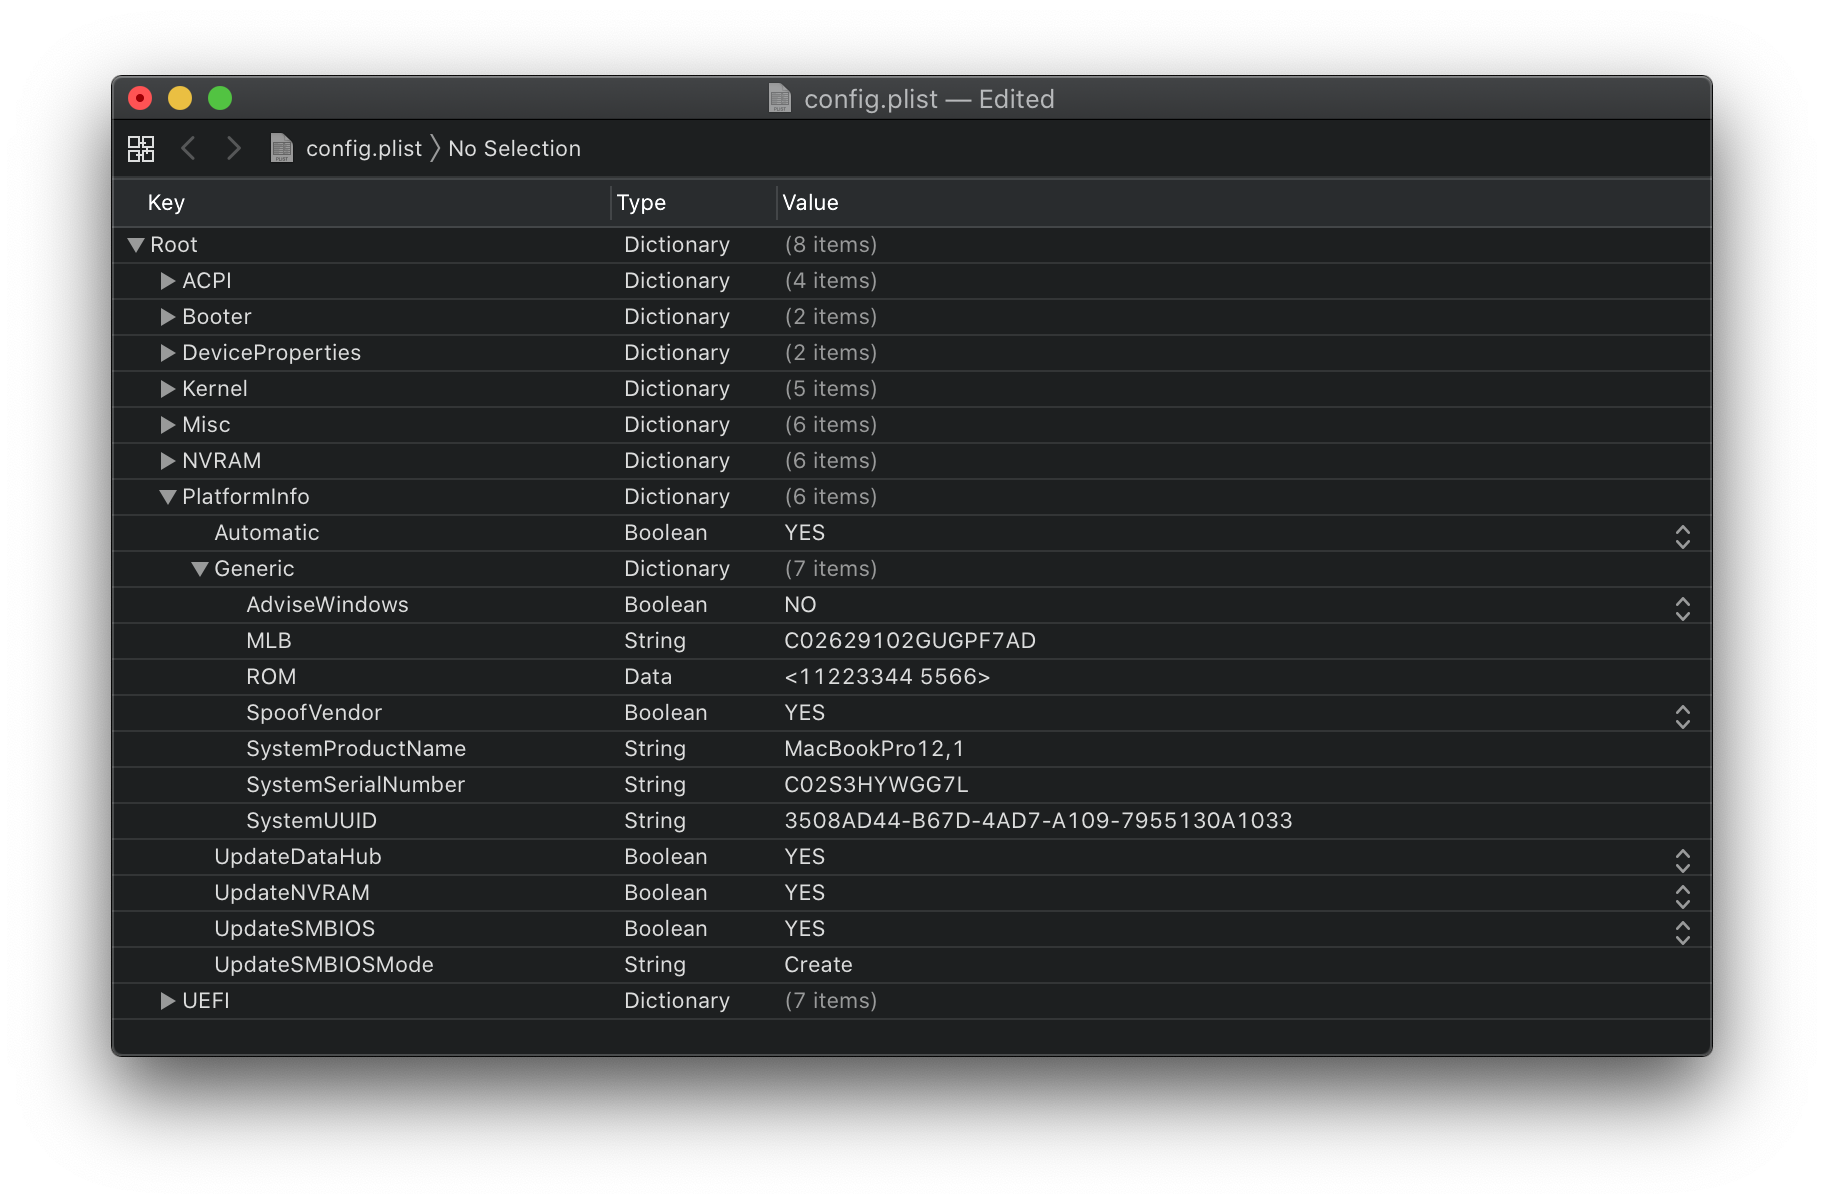 config.plist — Edited
config.plist 〉 No Selection
Key Type Value
Root Dictionary (8 items)
ACPI Dictionary (4 items)
Booter Dictionary (2 items)
DeviceProperties Dictionary (2 items)
Kernel Dictionary (5 items)
Misc Dictionary (6 items)
NVRAM Dictionary (6 items)
PlatformInfo Dictionary (6 items)
Automatic Boolean YES
Generic Dictionary (7 items)
AdviseWindows Boolean NO
MLB String C02629102GUGPF7AD
ROM Data <11223344 5566>
SpoofVendor Boolean YES
SystemProductName String MacBookPro12,1
SystemSerialNumber String C02S3HYWGG7L
SystemUUID String 3508AD44-B67D-4AD7-A109-7955130A1033
UpdateDataHub Boolean YES
UpdateNVRAM Boolean YES
UpdateSMBIOS Boolean YES
UpdateSMBIOSMode String Create
UEFI Dictionary (7 items)